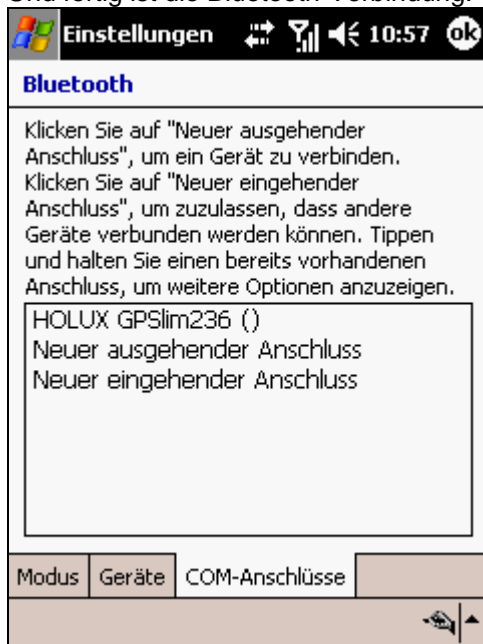 Und fertig ist die Bluetooth-Verbindung.
Einstellungen 10:57 ok
Bluetooth
Klicken Sie auf "Neuer ausgehender
Anschluss", um ein Gerät zu verbinden.
Klicken Sie auf "Neuer eingehender
Anschluss", um zuzulassen, dass andere
Geräte verbunden werden können. Tippen
und halten Sie einen bereits vorhandenen
Anschluss, um weitere Optionen anzuzeigen.
HOLUX GPSlim236 ()
Neuer ausgehender Anschluss
Neuer eingehender Anschluss
Modus Geräte COM-Anschlüsse